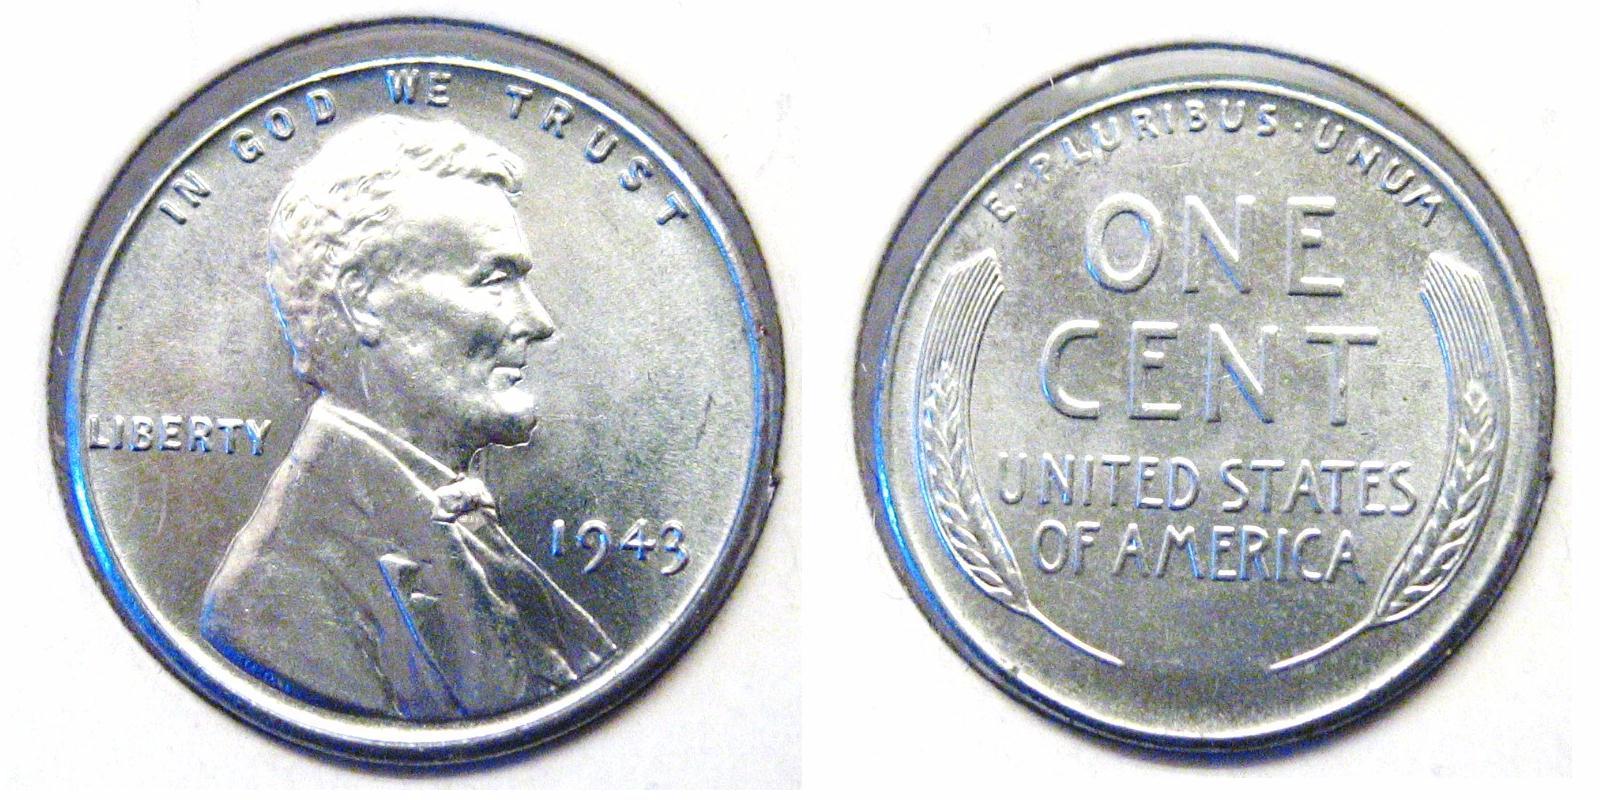 IN GOD WE TRUST
LIBERTY
1943
E·PLURIBUS·UNUM
ONE
CENT
UNITED STATES
OF AMERICA